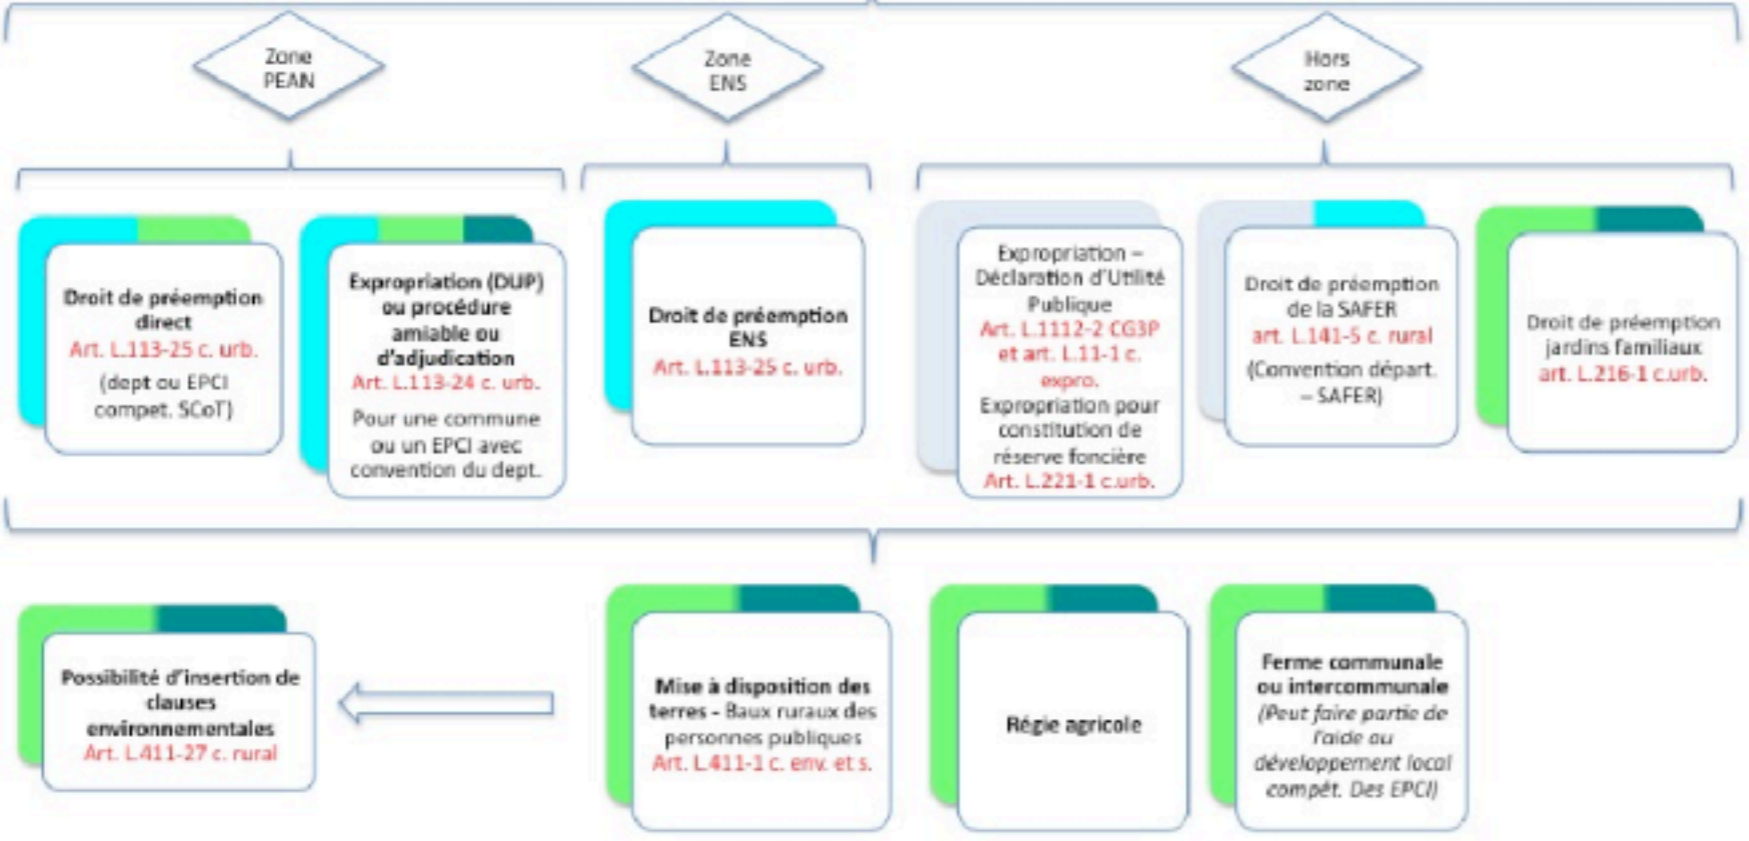 Zone
PEAN
Zone
ENS
Hors
zone
Droit de préemption
direct
Art. L.113-25 c. urb.
(dept ou EPCI
compet. SCoT)
Expropriation (DUP)
ou procédure
amiable ou
d'adjudication
Art. L.113-24 c. urb.
Pour une commune
ou un EPCI avec
convention du dept.
Droit de préemption
ENS
Art. L.113-25 c. urb.
Expropriation –
Déclaration d'Utilité
Publique
Art. L.1112-2 CG3P
et art. L.11-1 c.
expro.
Expropriation pour
constitution de
réserve foncière
Art. L.221-1 c.urb.
Droit de préemption
de la SAFER
art. L.141-5 c. rural
(Convention départ.
– SAFER)
Droit de préemption
jardins familiaux
art. L.216-1 c.urb.
Possibilité d'insertion de
clauses
environnementales
Art. L.411-27 c. rural
Mise à disposition des
terres - Baux ruraux des
personnes publiques
Art. L.411-1 c. env. et s.
Régie agricole
Ferme communale
ou intercommunale
(Peut faire partie de
l'aide au
développement local
compét. Des EPCI)